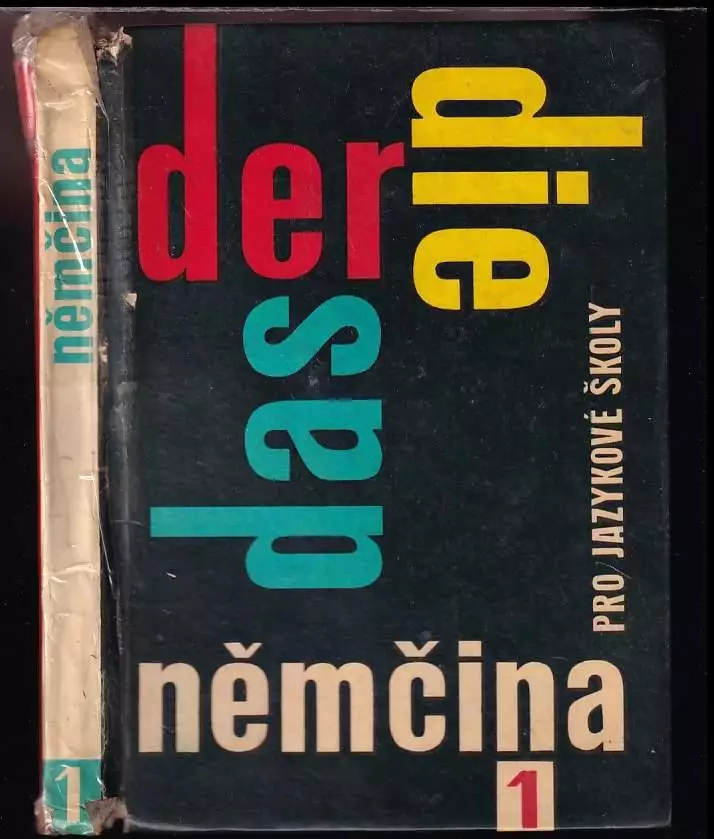 němčina
1
der
die
das
PRO JAZYKOVÉ ŠKOLY
němčina
1